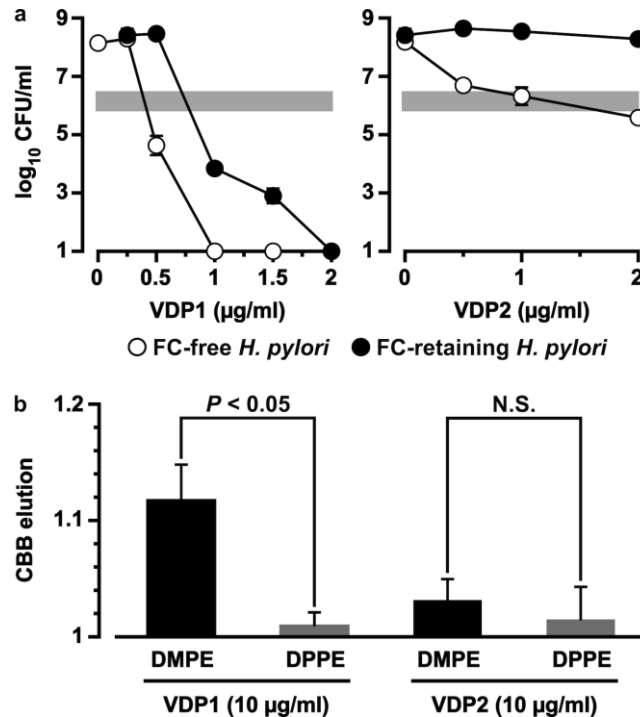 a
9
7
5
3
1
log10 CFU/ml
0 0.5 1 1.5 2
VDP1 (µg/ml)
9
7
5
3
1
0 1 2
VDP2 (µg/ml)
FC-free H. pylori FC-retaining H. pylori
b
1.2
1.1
1
CBB elution
P < 0.05 N.S.
DMPE DPPE DMPE DPPE
VDP1 (10 µg/ml) VDP2 (10 µg/ml)